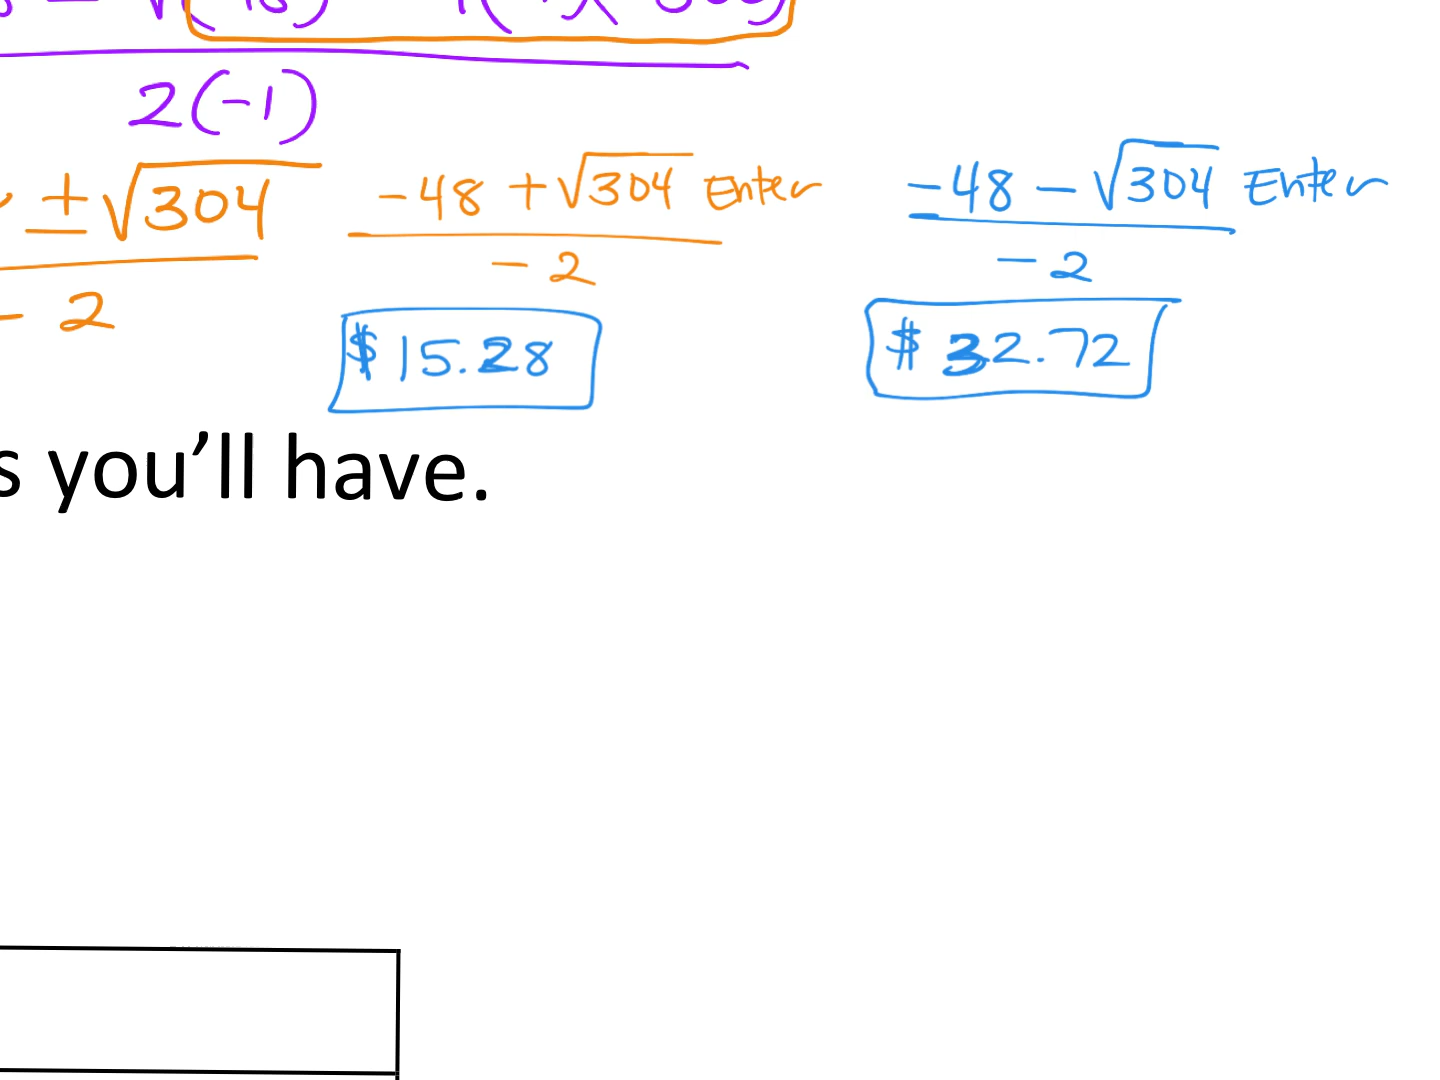 2(-1)
± √304
- 2
-48 + √304 Enter
- 2
$ 15.28
-48 - √304 Enter
- 2
$ 32.72
s you'll have.